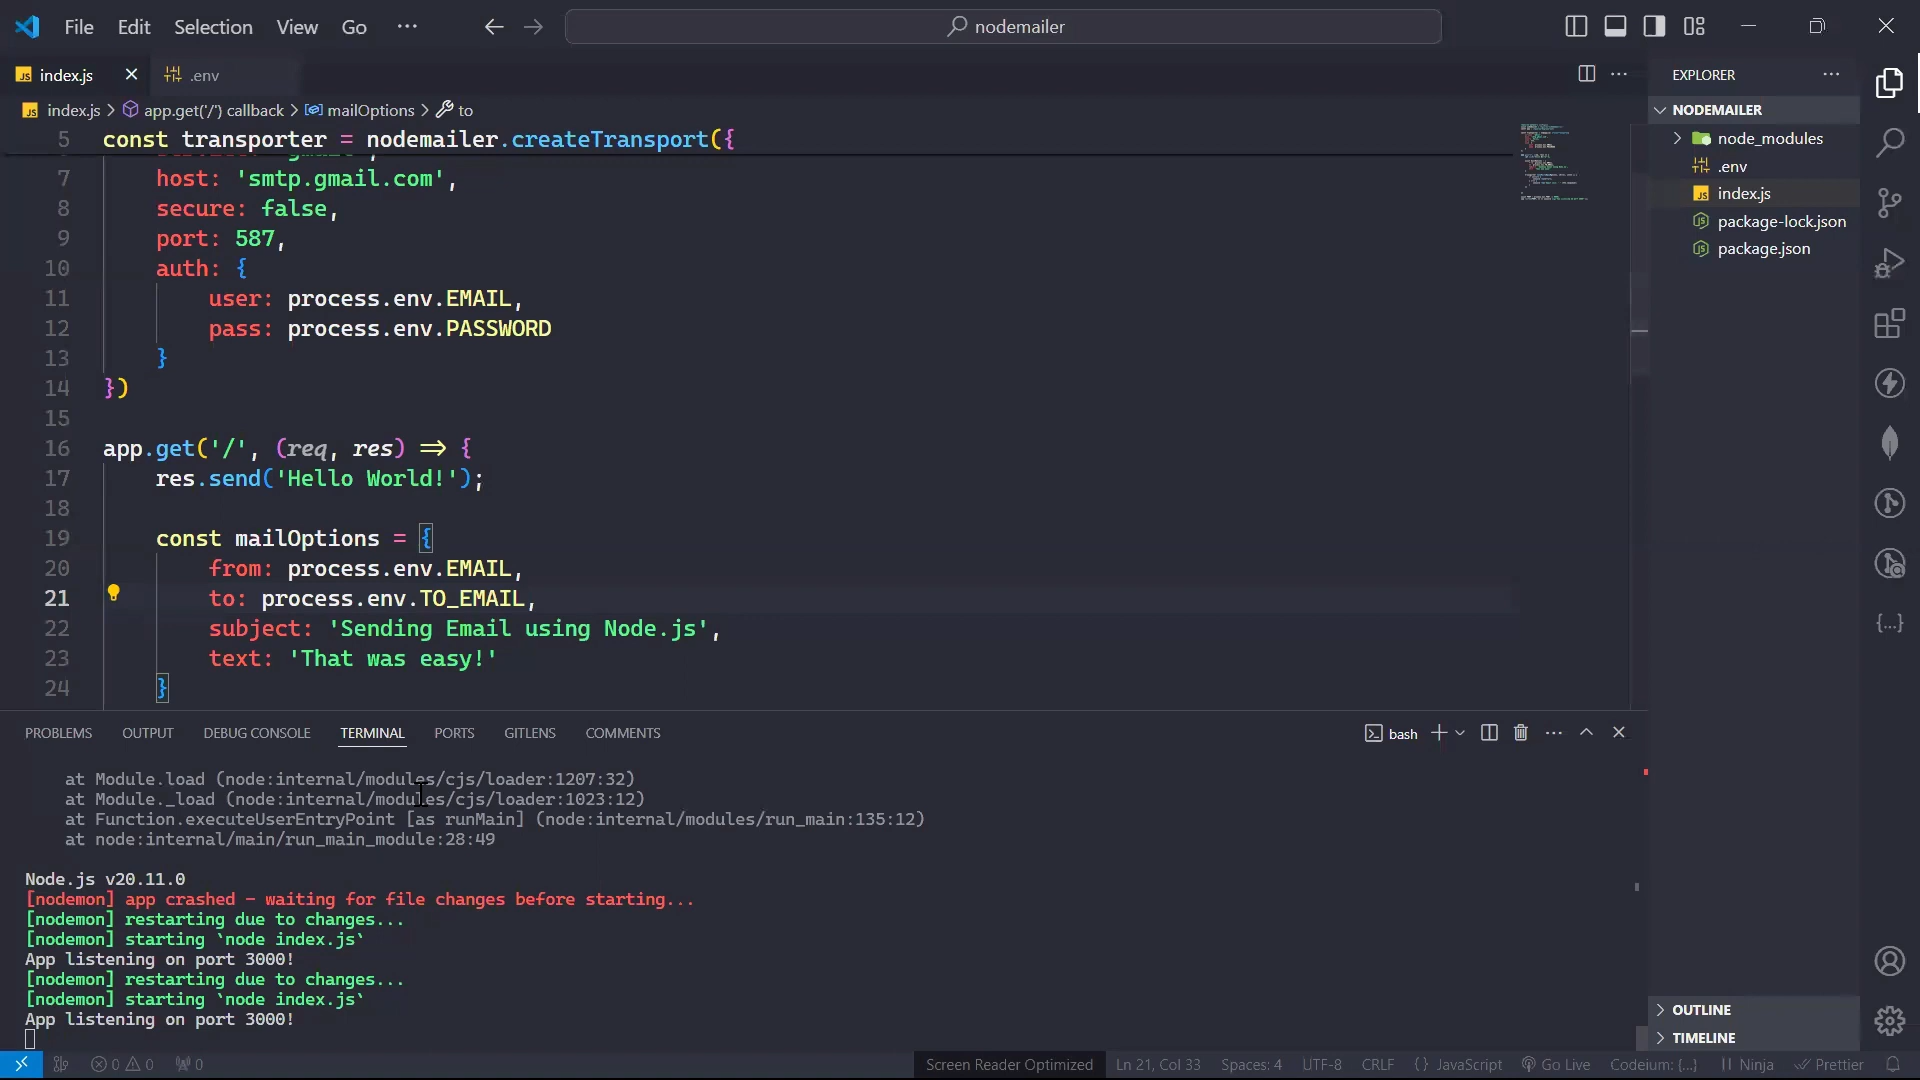 File Edit Selection View Go ···
nodemailer
JS index.js
.env
index.js > app.get('/') callback > mailOptions > to
5 const transporter = nodemailer.createTransport({
7 host: 'smtp.gmail.com',
8 secure: false,
9 port: 587,
10 auth: {
11 user: process.env.EMAIL,
12 pass: process.env.PASSWORD
13 }
14 })
15
16 app.get('/', (req, res) => {
17 res.send('Hello World!');
18
19 const mailOptions = {
20 from: process.env.EMAIL,
21 to: process.env.TO_EMAIL,
22 subject: 'Sending Email using Node.js',
23 text: 'That was easy!'
24 }
EXPLORER
NODEMAILER
node_modules
.env
JS index.js
package-lock.json
package.json
OUTLINE
TIMELINE
PROBLEMS OUTPUT DEBUG CONSOLE TERMINAL PORTS GITLENS COMMENTS
bash
at Module.load (node:internal/modules/cjs/loader:1207:32)
at Module._load (node:internal/modules/cjs/loader:1023:12)
at Function.executeUserEntryPoint [as runMain] (node:internal/modules/run_main:135:12)
at node:internal/main/run_main_module:28:49
Node.js v20.11.0
[nodemon] app crashed - waiting for file changes before starting...
[nodemon] restarting due to changes...
[nodemon] starting `node index.js`
App listening on port 3000!
[nodemon] restarting due to changes...
[nodemon] starting `node index.js`
App listening on port 3000!
0 0 0
Screen Reader Optimized Ln 21, Col 33 Spaces: 4 UTF-8 CRLF {} JavaScript Go Live Codeium: {...} Ninja Prettier